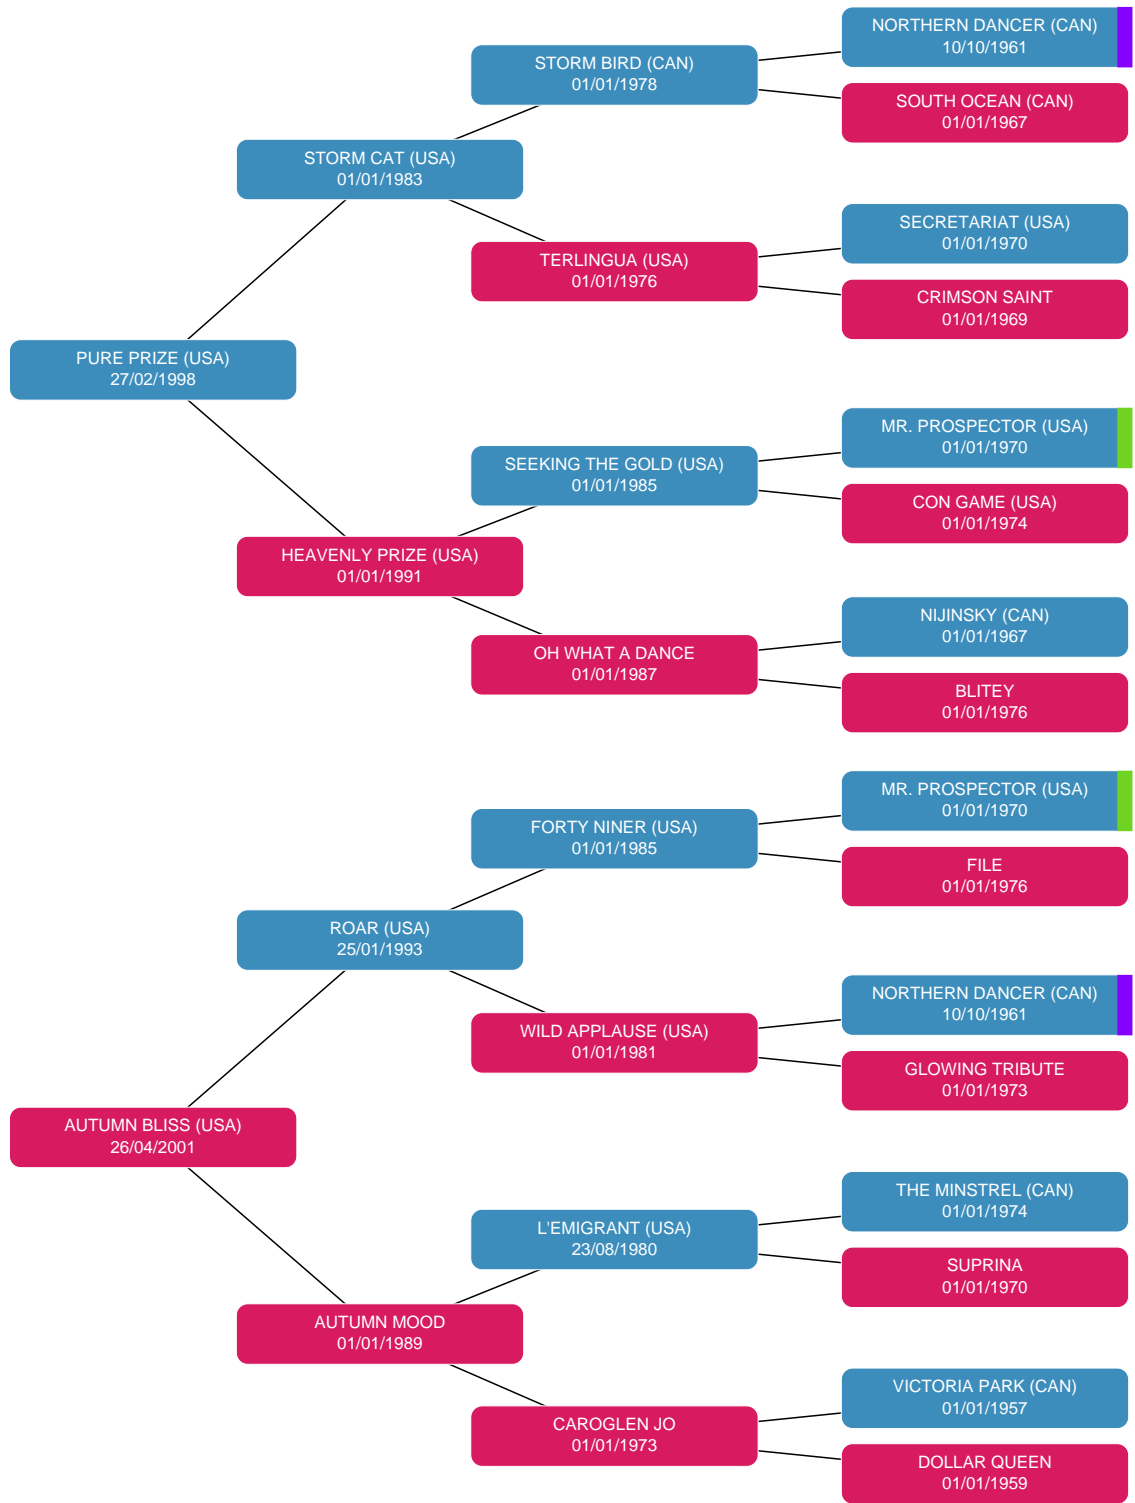 NORTHERN DANCER (CAN)
10/10/1961
STORM BIRD (CAN)
01/01/1978
SOUTH OCEAN (CAN)
01/01/1967
STORM CAT (USA)
01/01/1983
SECRETARIAT (USA)
01/01/1970
TERLINGUA (USA)
01/01/1976
CRIMSON SAINT
01/01/1969
PURE PRIZE (USA)
27/02/1998
MR. PROSPECTOR (USA)
01/01/1970
SEEKING THE GOLD (USA)
01/01/1985
CON GAME (USA)
01/01/1974
HEAVENLY PRIZE (USA)
01/01/1991
NIJINSKY (CAN)
01/01/1967
OH WHAT A DANCE
01/01/1987
BLITEY
01/01/1976
MR. PROSPECTOR (USA)
01/01/1970
FORTY NINER (USA)
01/01/1985
FILE
01/01/1976
ROAR (USA)
25/01/1993
NORTHERN DANCER (CAN)
10/10/1961
WILD APPLAUSE (USA)
01/01/1981
GLOWING TRIBUTE
01/01/1973
AUTUMN BLISS (USA)
26/04/2001
THE MINSTREL (CAN)
01/01/1974
L'EMIGRANT (USA)
23/08/1980
SUPRINA
01/01/1970
AUTUMN MOOD
01/01/1989
VICTORIA PARK (CAN)
01/01/1957
CAROGLEN JO
01/01/1973
DOLLAR QUEEN
01/01/1959